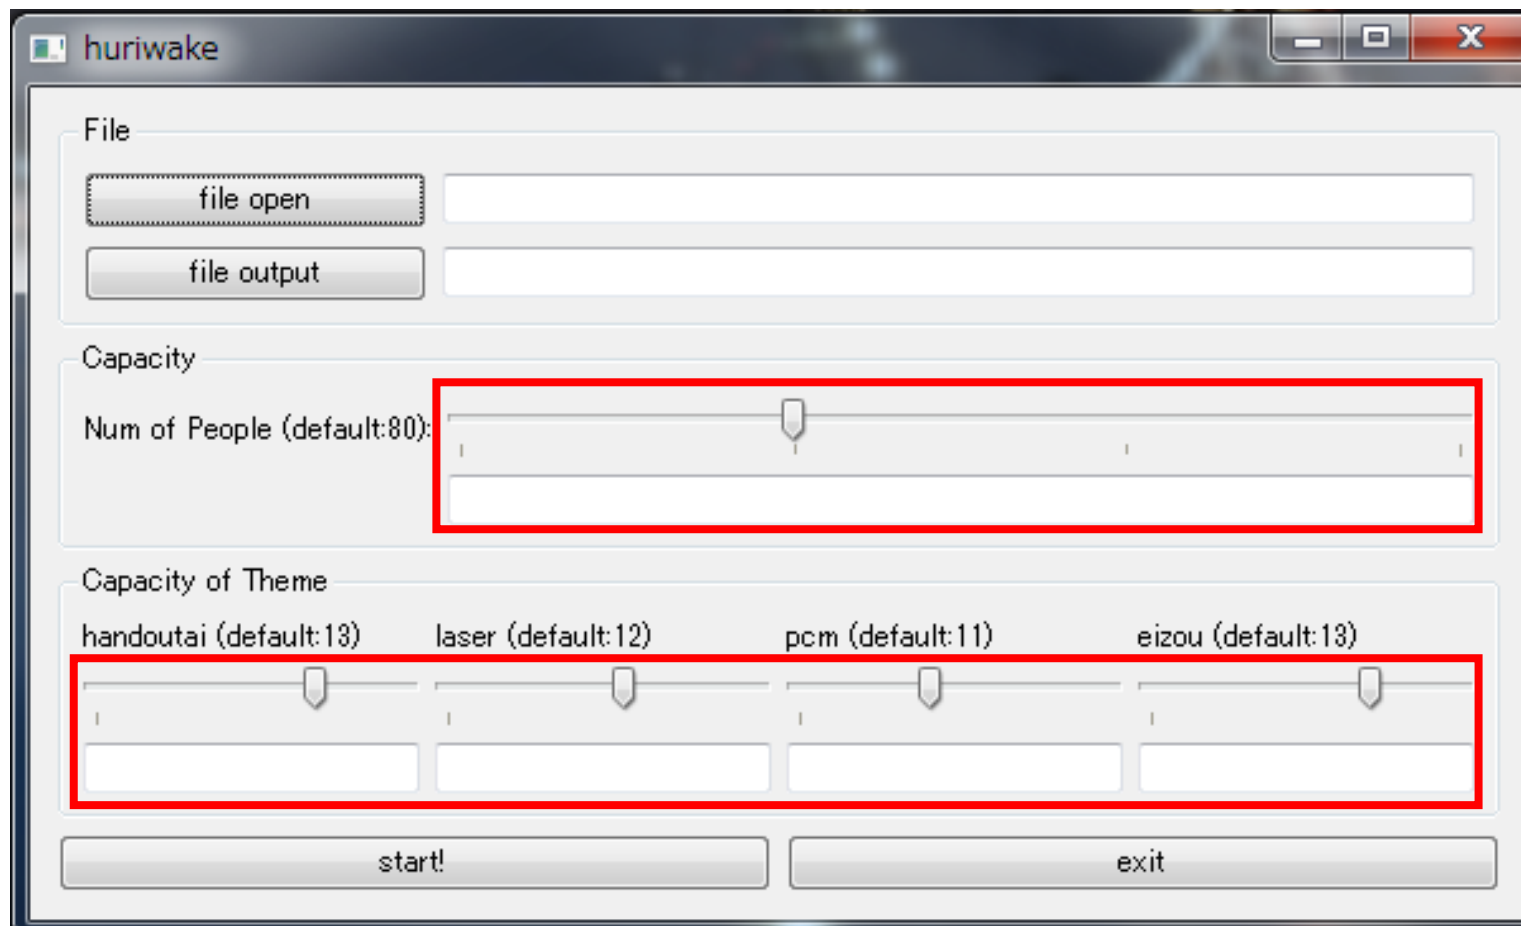 huriwake
File
file open
file output
Capacity
Num of People (default:80):
Capacity of Theme
handoutai (default:13) laser (default:12) pcm (default:11) eizou (default:13)
start! exit